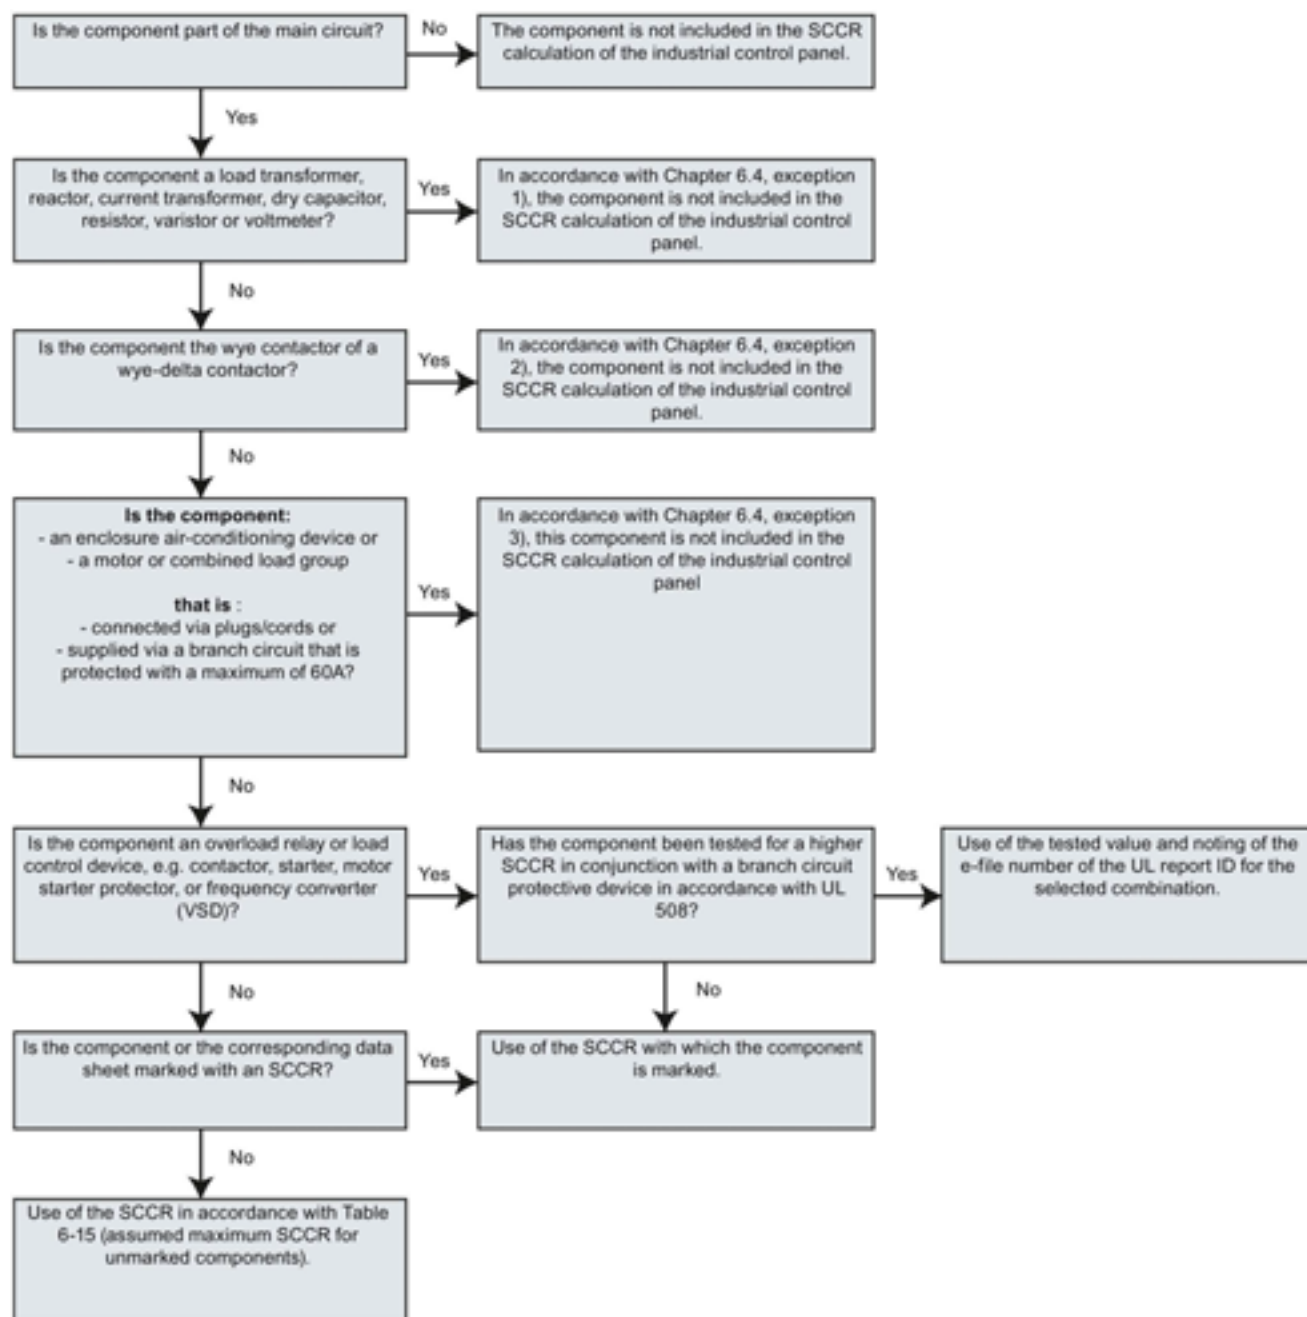 Is the component part of the main circuit?
No
The component is not included in the SCCR
calculation of the industrial control panel.
Yes
Is the component a load transformer,
reactor, current transformer, dry capacitor,
resistor, varistor or voltmeter?
Yes
In accordance with Chapter 6.4, exception
1), the component is not included in the
SCCR calculation of the industrial control
panel.
No
Is the component the wye contactor of a
wye-delta contactor?
Yes
In accordance with Chapter 6.4, exception
2), the component is not included in the
SCCR calculation of the industrial control
panel.
No
Is the component:
- an enclosure air-conditioning device or
- a motor or combined load group
that is :
- connected via plugs/cords or
- supplied via a branch circuit that is
protected with a maximum of 60A?
Yes
In accordance with Chapter 6.4, exception
3), this component is not included in the
SCCR calculation of the industrial control
panel
No
Is the component an overload relay or load
control device, e.g. contactor, starter, motor
starter protector, or frequency converter
(VSD)?
Yes
Has the component been tested for a higher
SCCR in conjunction with a branch circuit
protective device in accordance with UL
508?
Yes
Use of the tested value and noting of the
e-file number of the UL report ID for the
selected combination.
No
No
Is the component or the corresponding data
sheet marked with an SCCR?
Yes
Use of the SCCR with which the component
is marked.
No
Use of the SCCR in accordance with Table
6-15 (assumed maximum SCCR for
unmarked components).